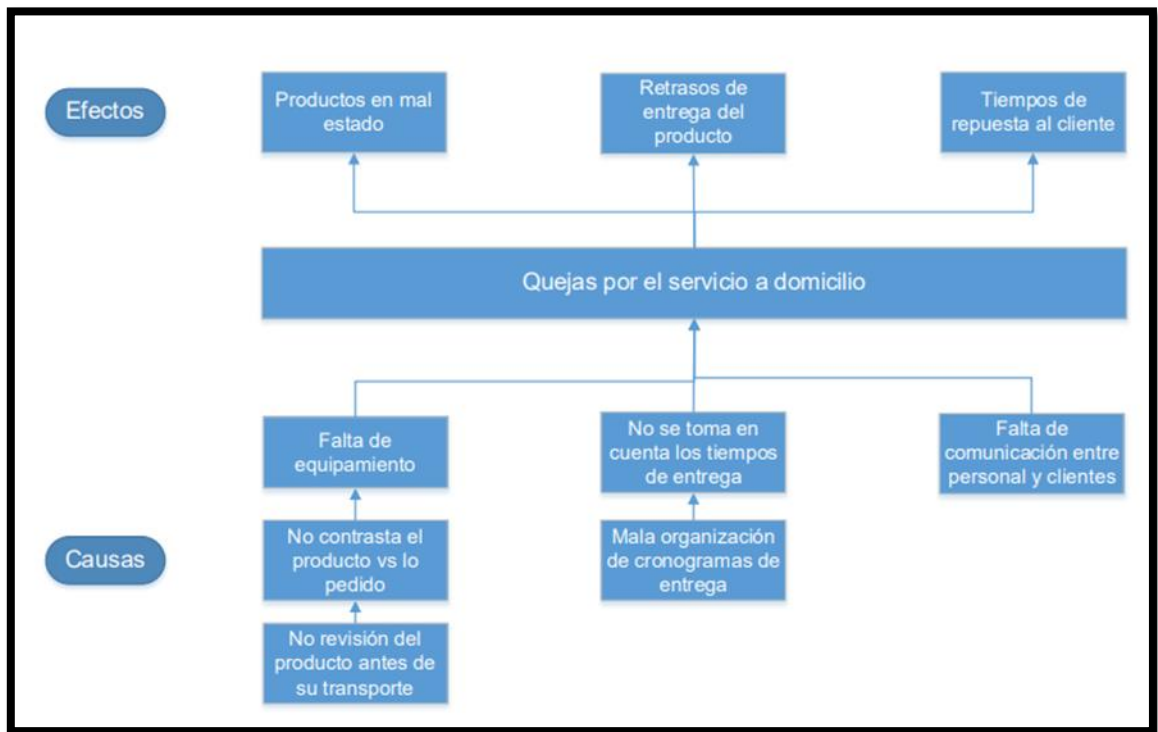 Efectos
Productos en mal
estado
Retrasos de
entrega del
producto
Tiempos de
repuesta al cliente
Quejas por el servicio a domicilio
Falta de
equipamiento
No se toma en
cuenta los tiempos
de entrega
Falta de
comunicación entre
personal y clientes
Causas
No contrasta el
producto vs lo
pedido
Mala organización
de cronogramas de
entrega
No revisión del
producto antes de
su transporte